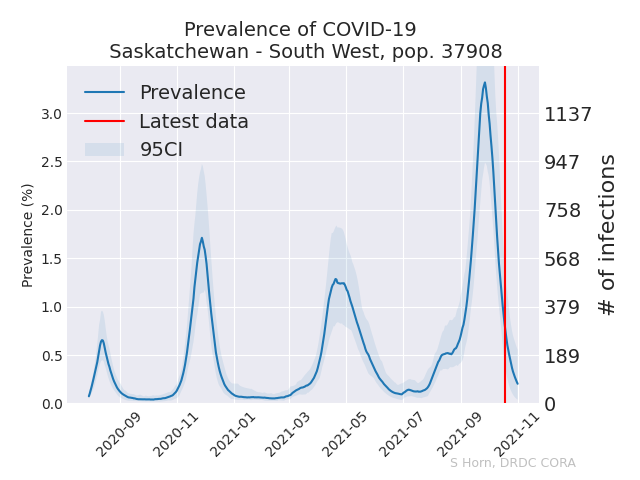 Prevalence of COVID-19
Saskatchewan - South West, pop. 37908
Prevalence
Latest data
95CI
Prevalence (%)
3.0
2.5
2.0
1.5
1.0
0.5
0.0
1137
947
758
568
379
189
0
# of infections
2020-09
2020-11
2021-01
2021-03
2021-05
2021-07
2021-09
2021-11
S Horn, DRDC CORA